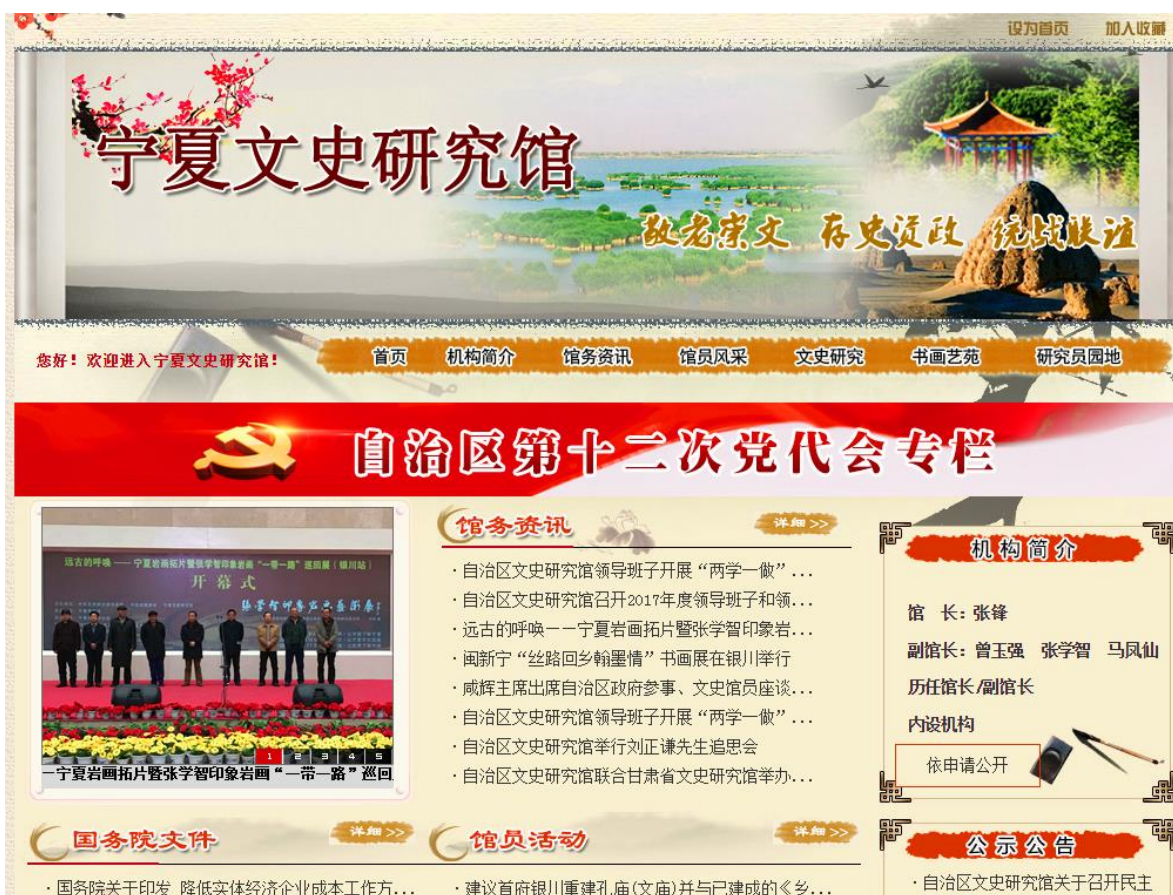 设为首页 加入收藏
宁夏文史研究馆
敬老崇文 存史资政 统战联谊
您好！欢迎进入宁夏文史研究馆！
首页 机构简介 馆务资讯 馆员风采 文史研究 书画艺苑 研究员园地
自治区第十二次党代会专栏
远古的呼唤——宁夏岩画拓片暨张学智印象岩画“一带一路”巡回展（银川站）
开幕式
张学智印象岩画艺术展
1 2 3 4 5
一宁夏岩画拓片暨张学智印象岩画“一带一路”巡回
馆务资讯 详细>>
·自治区文史研究馆领导班子开展“两学一做”...
·自治区文史研究馆召开2017年度领导班子和领...
·远古的呼唤——宁夏岩画拓片暨张学智印象岩...
·闽新宁“丝路回乡翰墨情”书画展在银川举行
·咸辉主席出席自治区政府参事、文史馆员座谈...
·自治区文史研究馆领导班子开展“两学一做”...
·自治区文史研究馆举行刘正谦先生追思会
·自治区文史研究馆联合甘肃省文史研究馆举办...
机构简介
馆 长：张锋
副馆长：曾玉强 张学智 马凤仙
历任馆长/副馆长
内设机构
依申请公开
国务院文件 详细>>
·国务院关于印发 降低实体经济企业成本工作方...
馆员活动 详细>>
·建议首府银川重建孔庙(文庙)并与已建成的《乡...
公示公告
·自治区文史研究馆关于召开民主